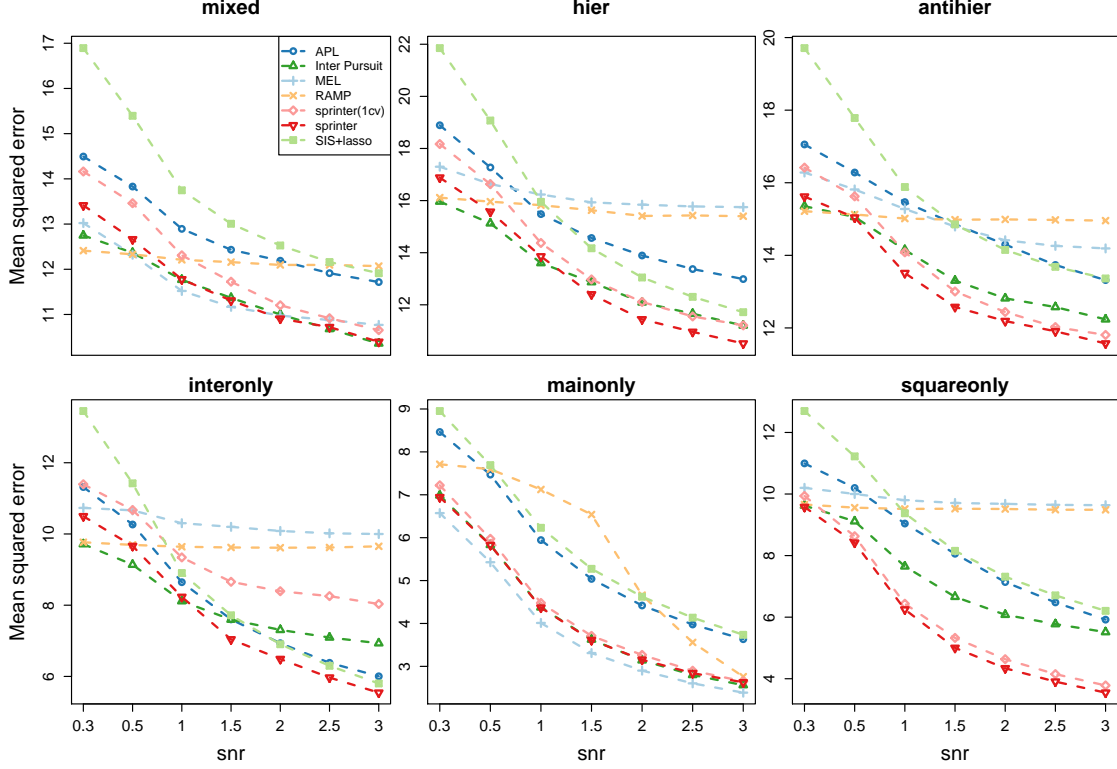 mixed
hier
antihier
Mean squared error
17
16
15
14
13
12
11
APL
Inter Pursuit
MEL
RAMP
sprinter(1cv)
sprinter
SIS+lasso
22
20
18
16
14
12
20
18
16
14
12
interonly
mainonly
squareonly
Mean squared error
12
10
8
6
9
8
7
6
5
4
3
12
10
8
6
4
0.3 0.5 1 1.5 2 2.5 3
0.3 0.5 1 1.5 2 2.5 3
0.3 0.5 1 1.5 2 2.5 3
snr
snr
snr